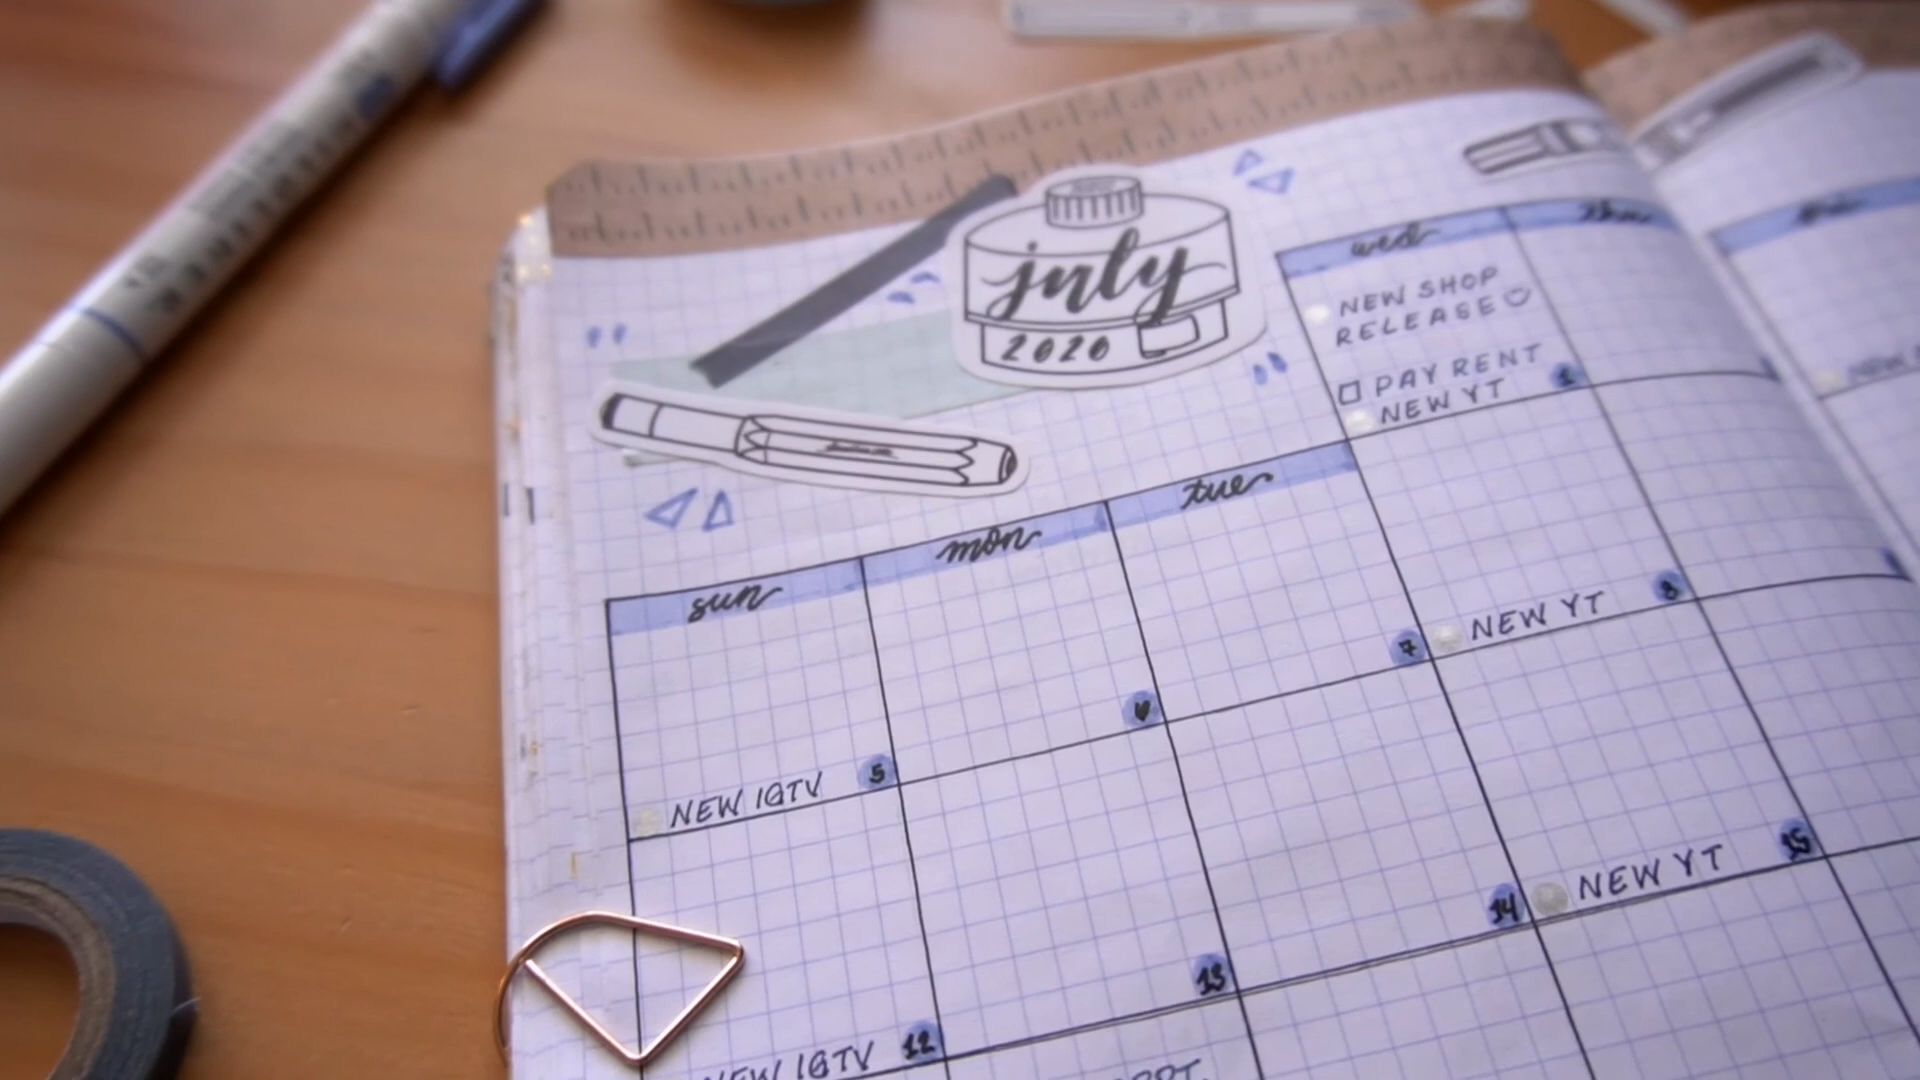 july
2020
wed
thu
NEW SHOP
RELEASE
PAY RENT
1
NEW YT
sun
mon
tue
NEW IGTV
5
7
NEW YT
8
NEW IGTV
12
13
14
NEW YT
15